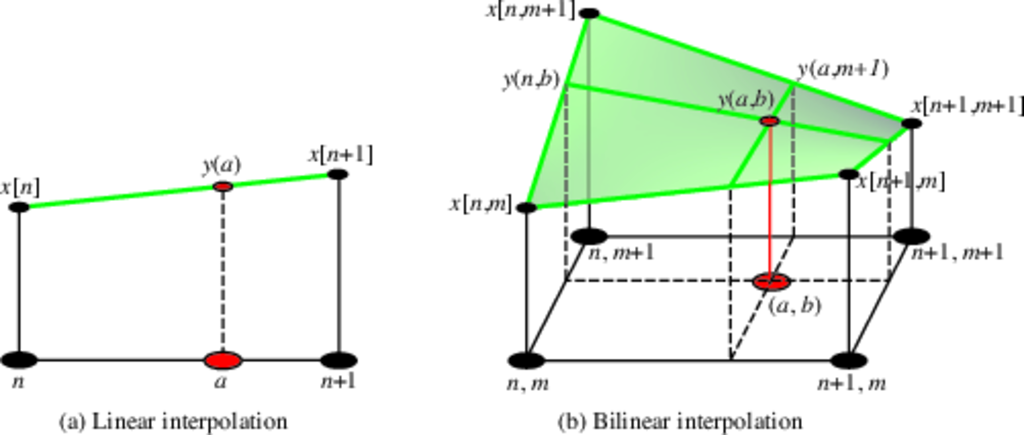 x[n]
y(a)
x[n+1]
n
a
n+1
(a) Linear interpolation
x[n,m+1]
y(n,b)
y(a,m+1)
y(a,b)
x[n+1,m+1]
x[n,m]
x[n+1,m]
n, m+1
n+1, m+1
(a, b)
n, m
n+1, m
(b) Bilinear interpolation